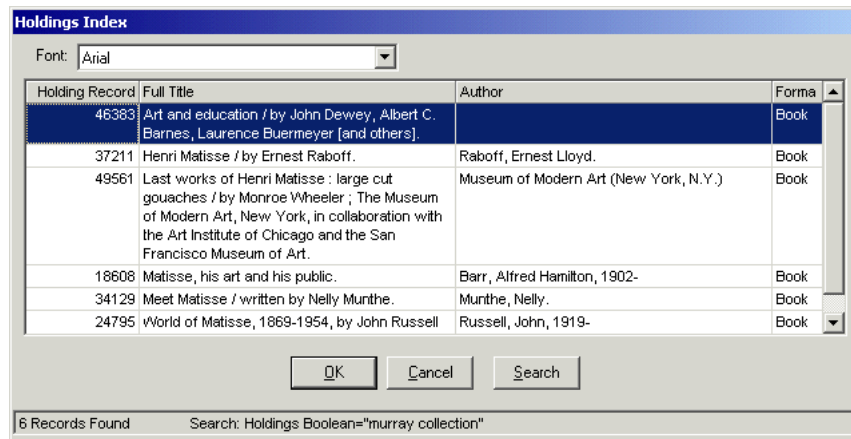 Holdings Index
Font: Arial
Holding Record Full Title Author Forma
46383 Art and education / by John Dewey, Albert C. Book
Barnes, Laurence Buermeyer [and others].
37211 Henri Matisse / by Ernest Raboff. Raboff, Ernest Lloyd. Book
49561 Last works of Henri Matisse : large cut Museum of Modern Art (New York, N.Y.) Book
gouaches / by Monroe Wheeler ; The Museum
of Modern Art, New York, in collaboration with
the Art Institute of Chicago and the San
Francisco Museum of Art.
18608 Matisse, his art and his public. Barr, Alfred Hamilton, 1902- Book
34129 Meet Matisse / written by Nelly Munthe. Munthe, Nelly. Book
24795 World of Matisse, 1869-1954, by John Russell Russell, John, 1919- Book
OK Cancel Search
6 Records Found Search: Holdings Boolean="murray collection"